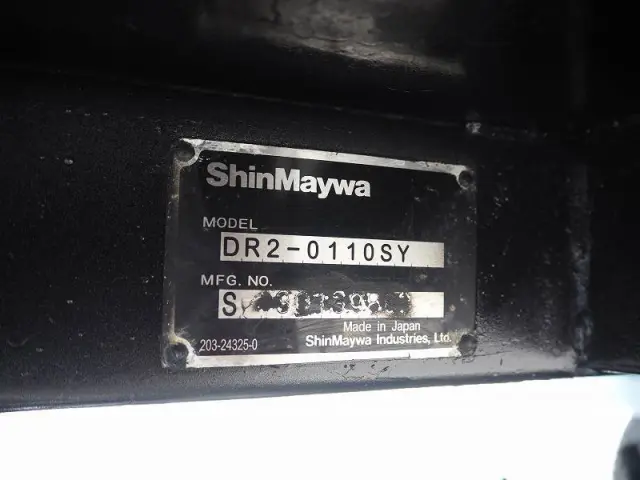 ShinMaywa
MODEL
DR2-0110SY
MFG. NO.
Made in Japan
203-24325-0
ShinMaywa Industries, Ltd.